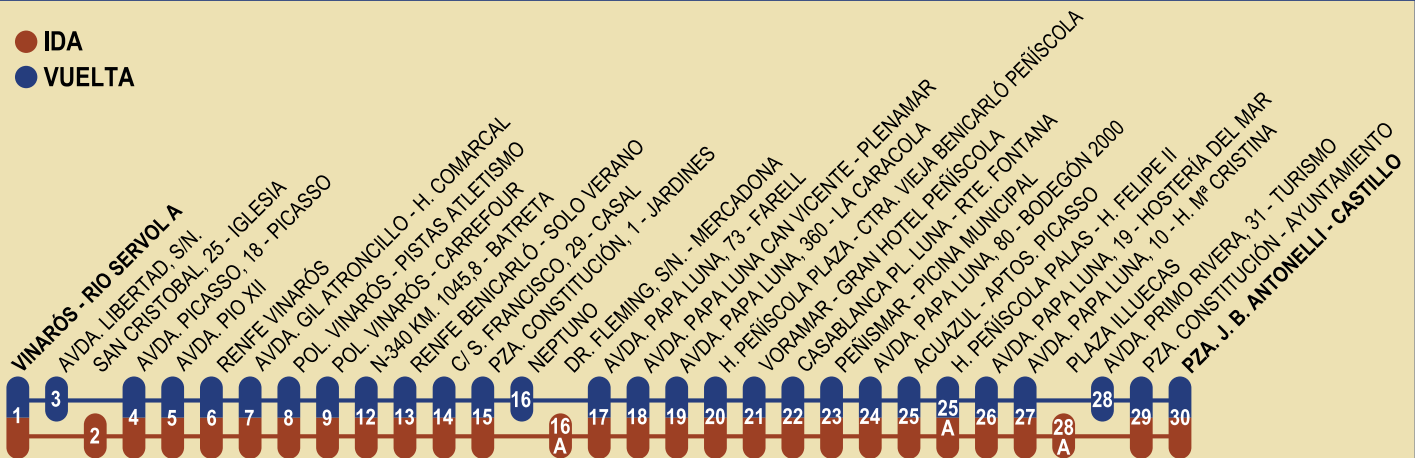 IDA
VUELTA
VINARÓS - RIO SERVOL A
AVDA. LIBERTAD, S/N.
SAN CRISTOBAL, 25 - IGLESIA
AVDA. PICASSO, 18 - PICASSO
AVDA. PIO XII
RENFE VINARÓS
AVDA. GIL ATRONCILLO - H. COMARCAL
POL. VINARÓS - PISTAS ATLETISMO
POL. VINARÓS - CARREFOUR
N-340 KM. 1045,8 - BATRETA
RENFE BENICARLÓ - SOLO VERANO
C/ S. FRANCISCO, 29 - CASAL
PZA. CONSTITUCIÓN, 1 - JARDINES
NEPTUNO
DR. FLEMING, S/N. - MERCADONA
AVDA. PAPA LUNA, 73 - FARELL
AVDA. PAPA LUNA CAN VICENTE - PLENAMAR
AVDA. PAPA LUNA, 360 - LA CARACOLA
H. PEÑÍSCOLA PLAZA - CTRA. VIEJA BENICARLÓ PEÑÍSCOLA
VORAMAR - GRAN HOTEL PEÑÍSCOLA
CASABLANCA PL. LUNA - RTE. FONTANA
PEÑISMAR - PISCINA MUNICIPAL
AVDA. PAPA LUNA, 80 - BODEGÓN 2000
ACUAZUL - APTOS. PICASSO
H. PEÑÍSCOLA PALAS - H. FELIPE II
AVDA. PAPA LUNA, 19 - HOSTERÍA DEL MAR
AVDA. PAPA LUNA, 10 - H. Mª CRISTINA
PLAZA ILLUECAS
AVDA. PRIMO RIVERA, 31 - TURISMO
PZA. CONSTITUCIÓN - AYUNTAMIENTO
PZA. J. B. ANTONELLI - CASTILLO
1 3 2 4 5 6 7 8 9 12 13 14 15 16 16 A 17 18 19 20 21 22 23 24 25 25 A 26 27 28 A 28 29 30